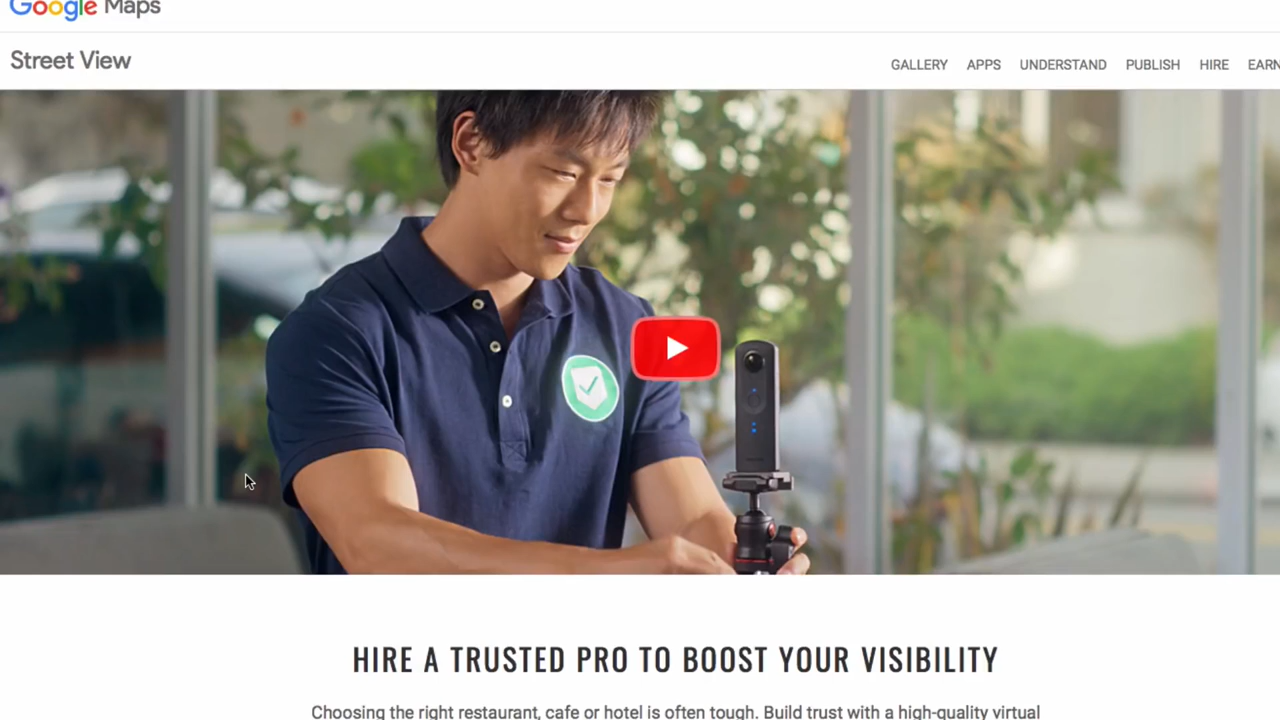 Google Maps
Street View
GALLERY APPS UNDERSTAND PUBLISH HIRE EARN
HIRE A TRUSTED PRO TO BOOST YOUR VISIBILITY
Choosing the right restaurant, cafe or hotel is often tough. Build trust with a high-quality virtual